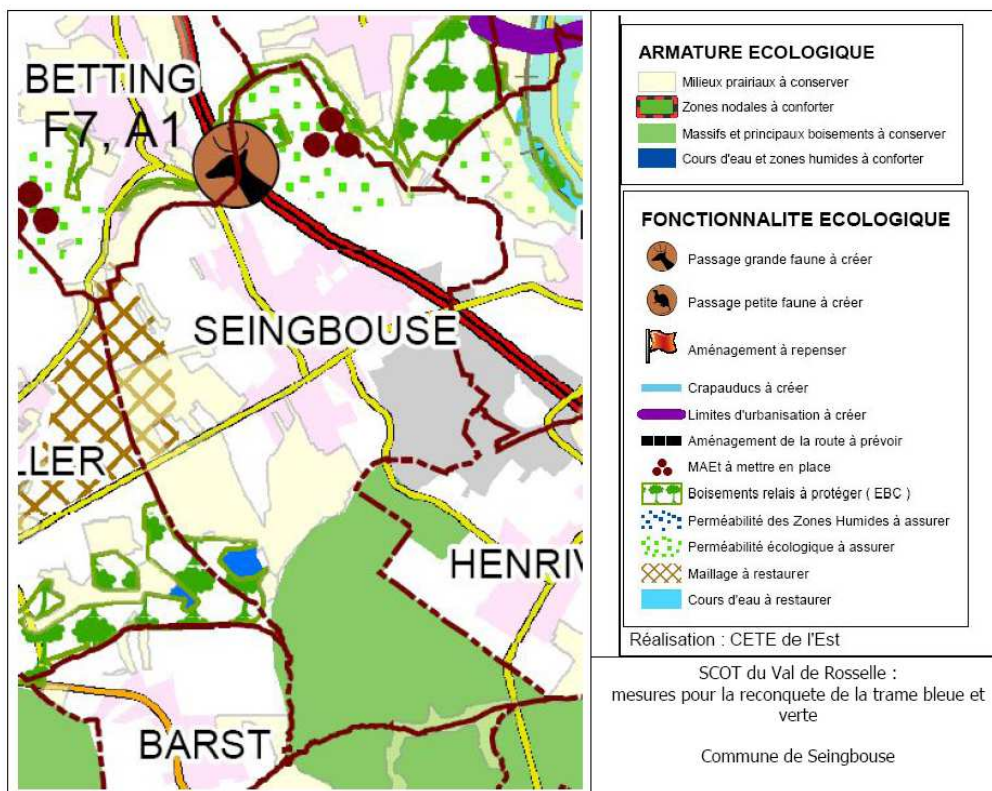 BETTING
F7, A1
SEINGBOUSE
LLER
HENRIV
BARST
ARMATURE ECOLOGIQUE
Milieux prairiaux à conserver
Zones nodales à conforter
Massifs et principaux boisements à conserver
Cours d'eau et zones humides à conforter
FONCTIONNALITE ECOLOGIQUE
Passage grande faune à créer
Passage petite faune à créer
Aménagement à repenser
Crapauducs à créer
Limites d'urbanisation à créer
Aménagement de la route à prévoir
MAEt à mettre en place
Boisements relais à protéger ( EBC )
Perméabilité des Zones Humides à assurer
Perméabilité écologique à assurer
Maillage à restaurer
Cours d'eau à restaurer
Réalisation : CETE de l'Est
SCOT du Val de Rosselle :
mesures pour la reconquete de la trame bleue et
verte
Commune de Seingbouse